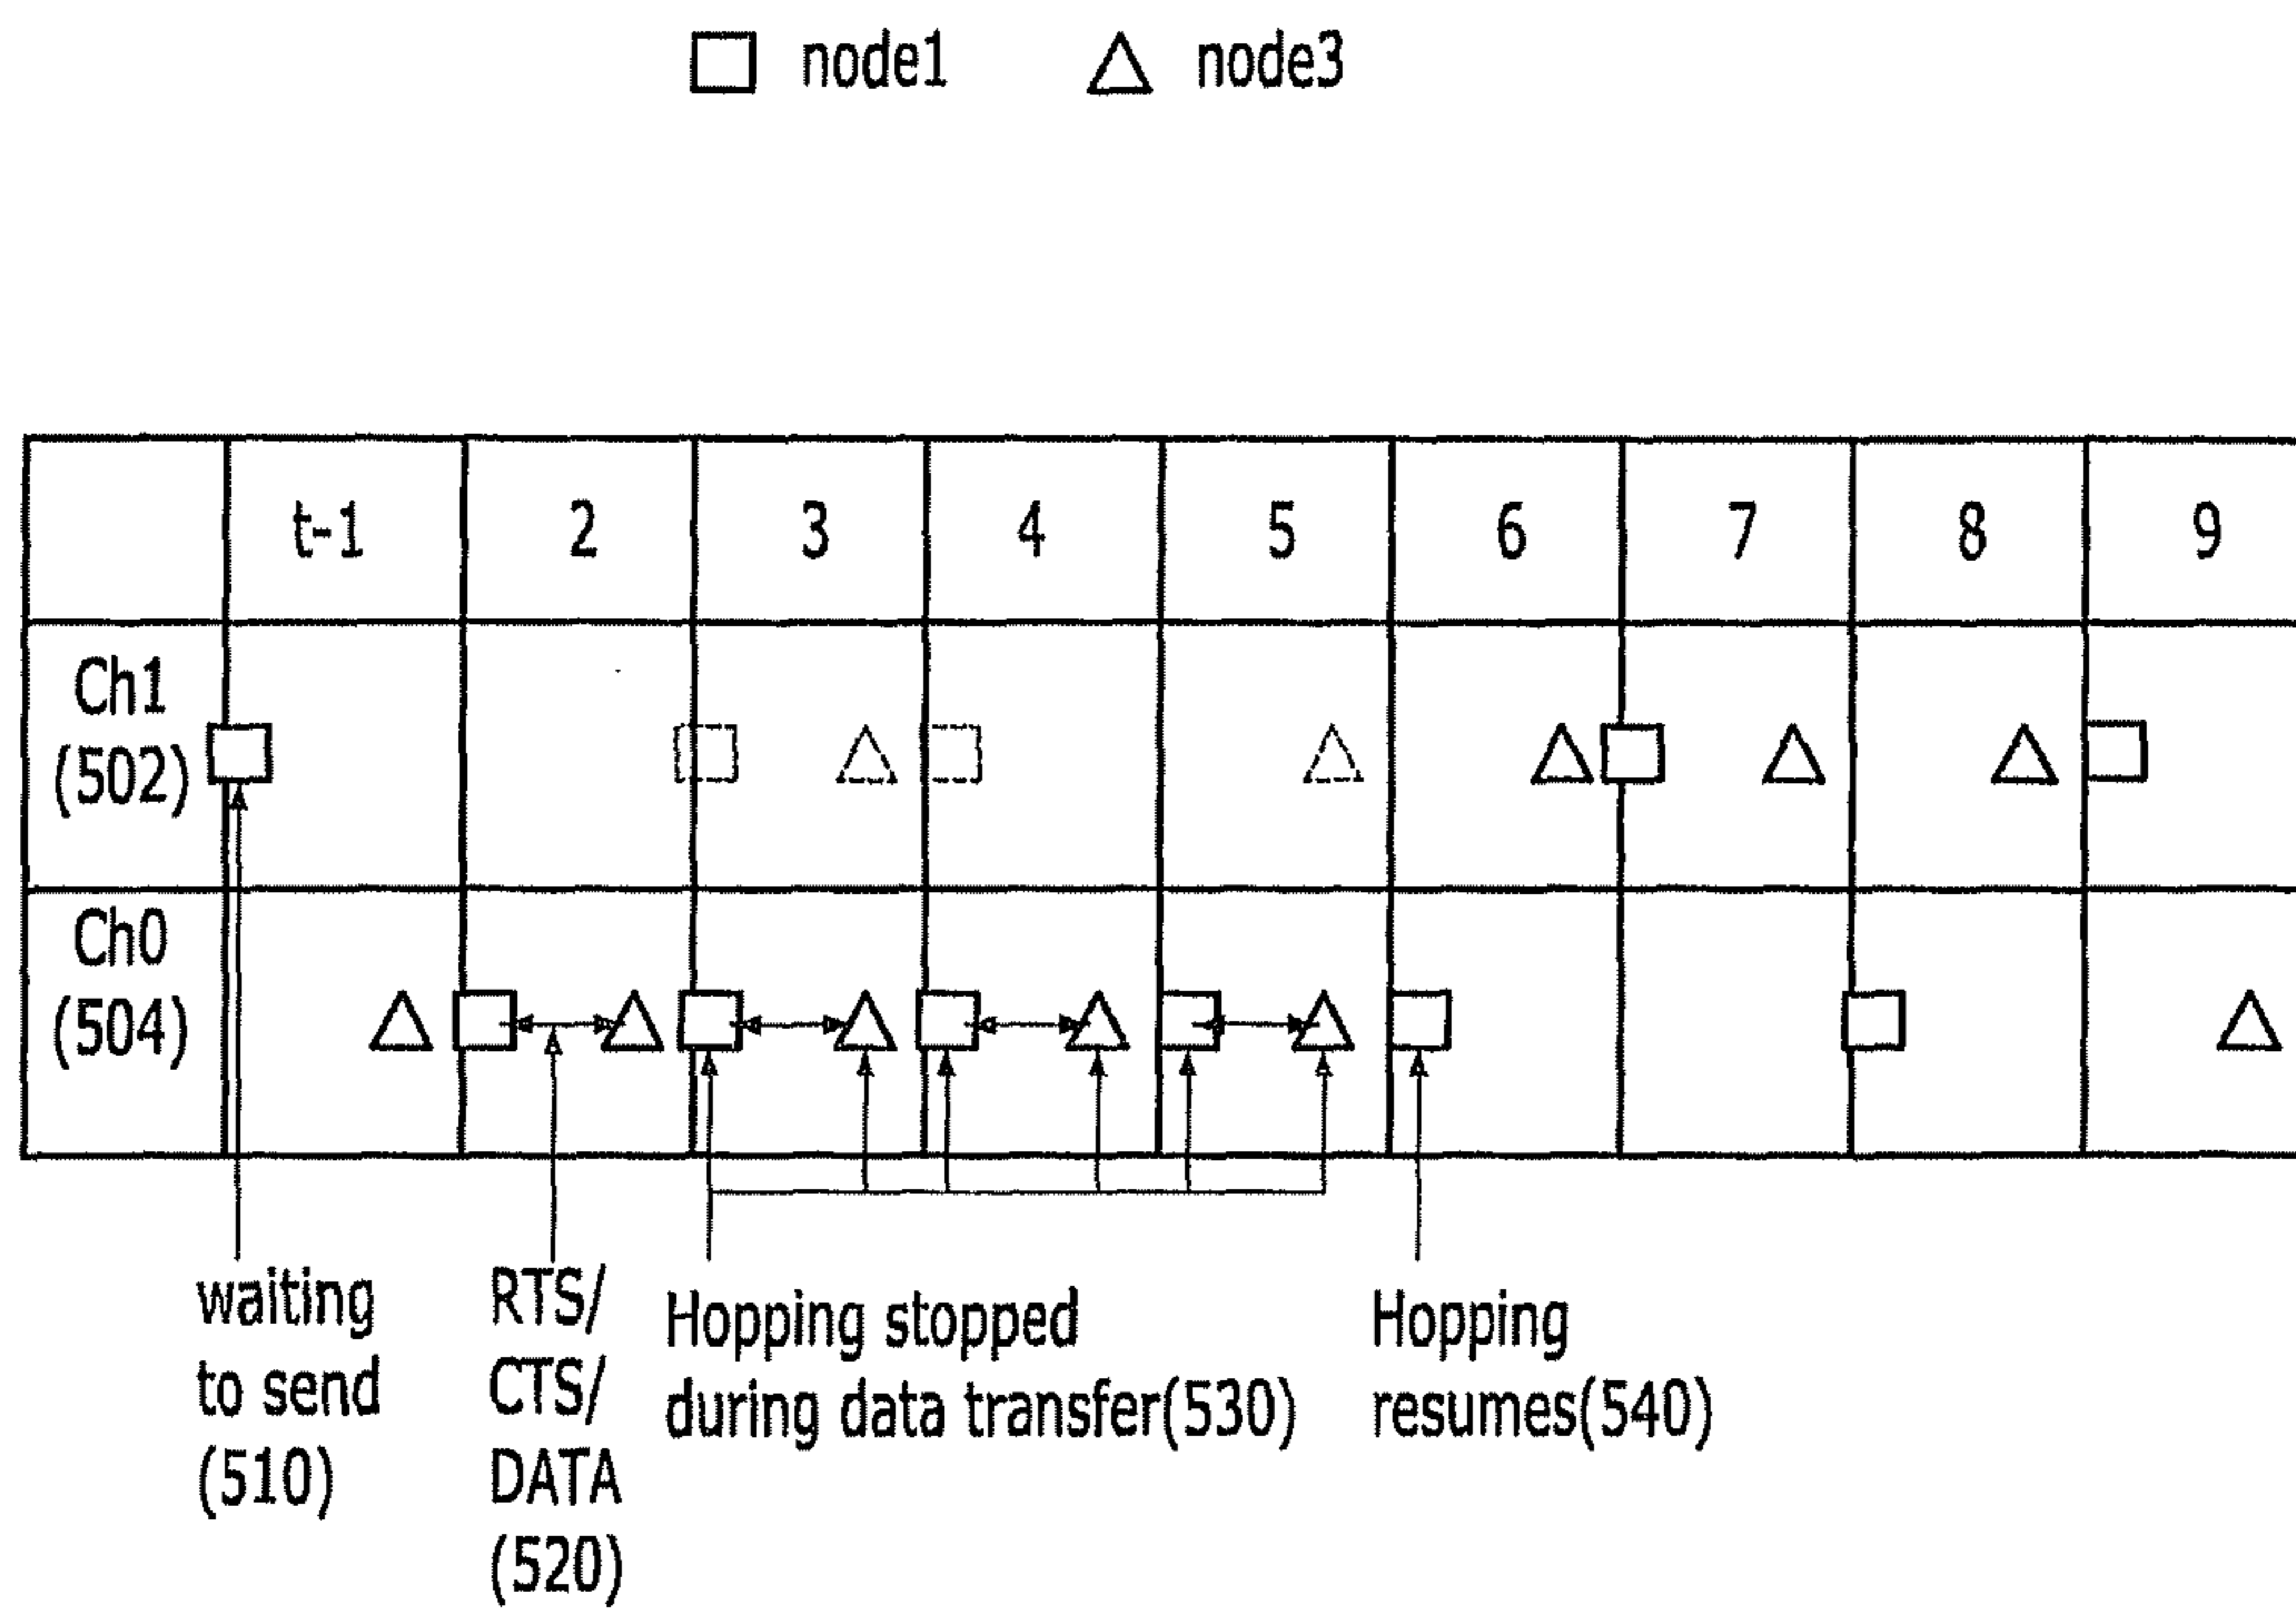 node1 node3
t-1 2 3 4 5 6 7 8 9
Ch1
(502)
Ch0
(504)
waiting
to send
(510)
RTS/
CTS/
DATA
(520)
Hopping stopped
during data transfer(530)
Hopping
resumes(540)